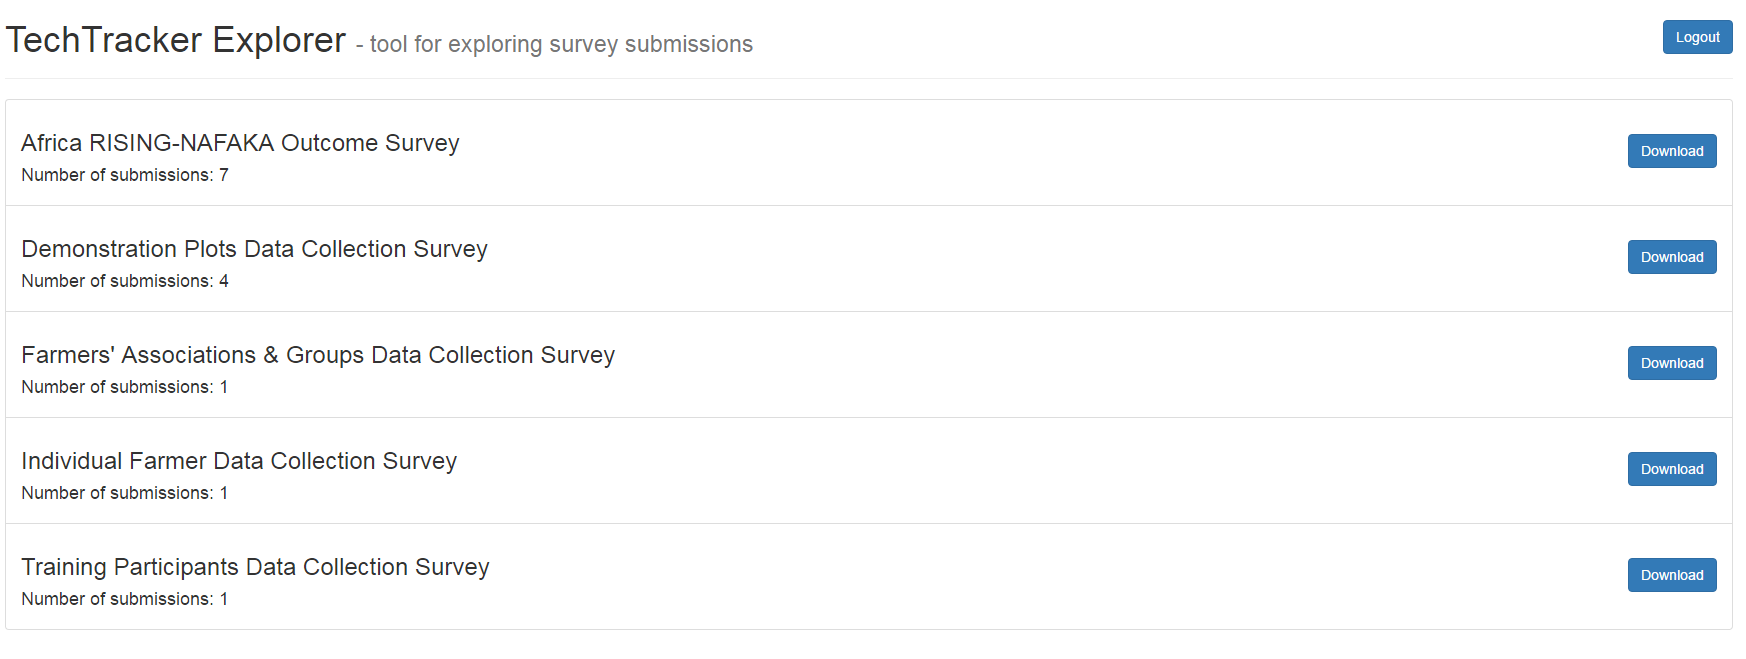 TechTracker Explorer - tool for exploring survey submissions
Logout
Africa RISING-NAFAKA Outcome Survey
Number of submissions: 7
Download
Demonstration Plots Data Collection Survey
Number of submissions: 4
Download
Farmers' Associations & Groups Data Collection Survey
Number of submissions: 1
Download
Individual Farmer Data Collection Survey
Number of submissions: 1
Download
Training Participants Data Collection Survey
Number of submissions: 1
Download